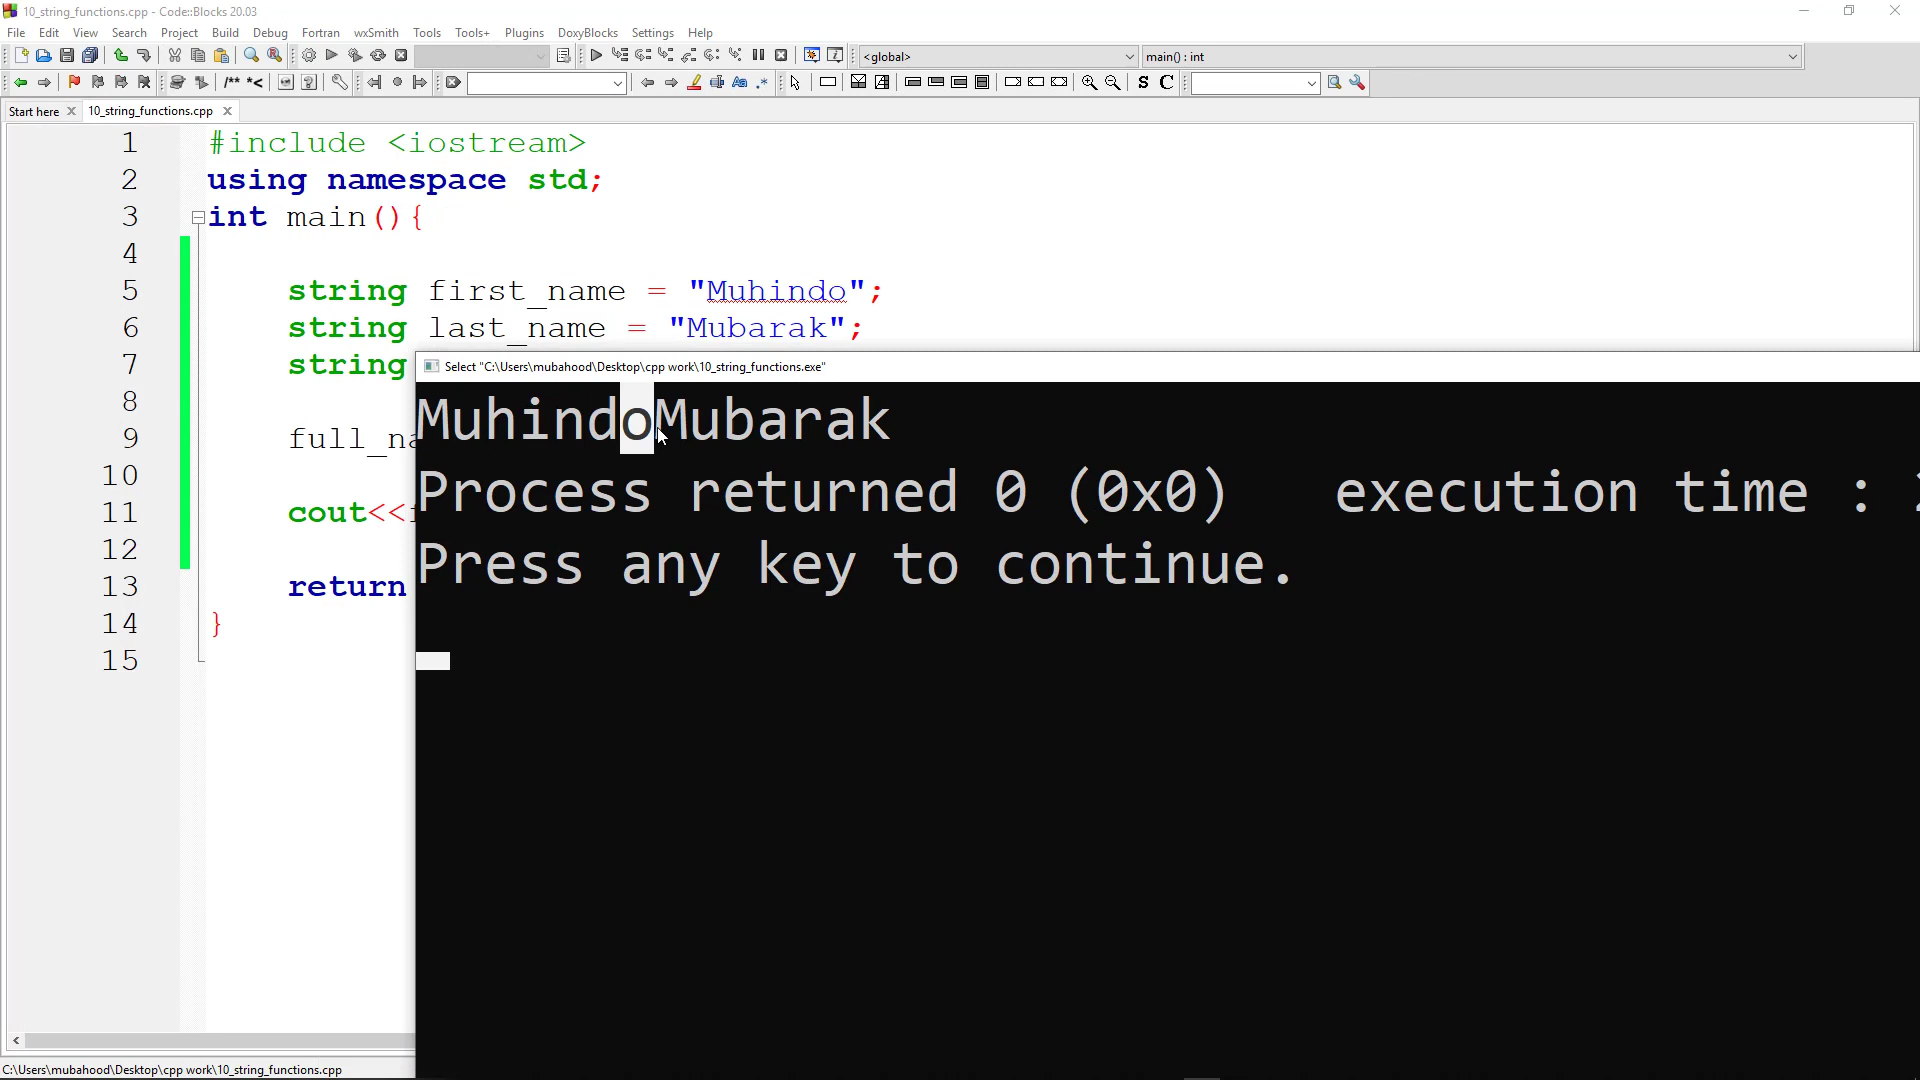 10_string_functions.cpp - Code::Blocks 20.03
File Edit View Search Project Build Debug Fortran wxSmith Tools Tools+ Plugins DoxyBlocks Settings Help
<global> main() : int
/** *< Aa .* S C
Start here 10_string_functions.cpp
1 #include <iostream>
2 using namespace std;
3 int main(){
4
5 string first_name = "Muhindo";
6 string last_name = "Mubarak";
7 string
Select "C:\Users\mubahood\Desktop\cpp work\10_string_functions.exe"
8
MuhindoMubarak
9 full_na
10
Process returned 0 (0x0) execution time :
11 cout<<f
12
Press any key to continue.
13 return
14 }
15
C:\Users\mubahood\Desktop\cpp work\10_string_functions.cpp